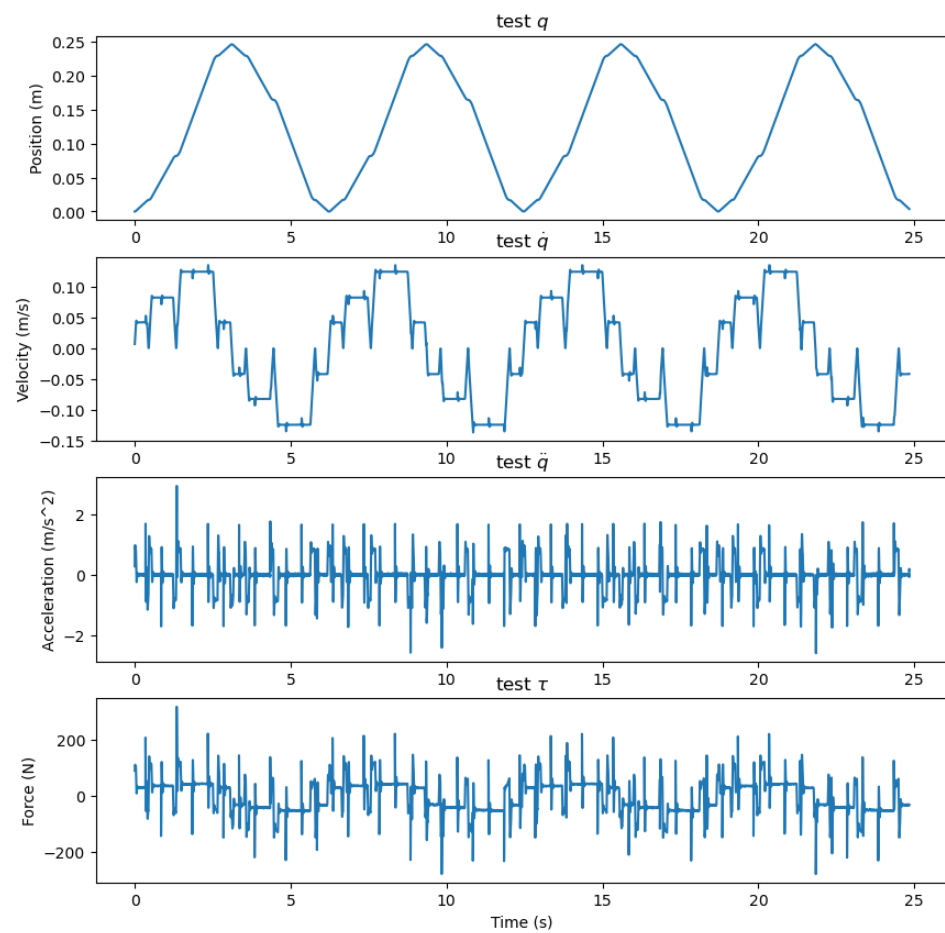 test q
0.25
0.20
0.15
0.10
0.05
0.00
Position (m)
0 5 10 15 20 25
test q̇
0.10
0.05
0.00
−0.05
−0.10
−0.15
Velocity (m/s)
0 5 10 15 20 25
test q̈
2
0
−2
Acceleration (m/s^2)
0 5 10 15 20 25
test τ
200
0
−200
Force (N)
0 5 10 15 20 25
Time (s)